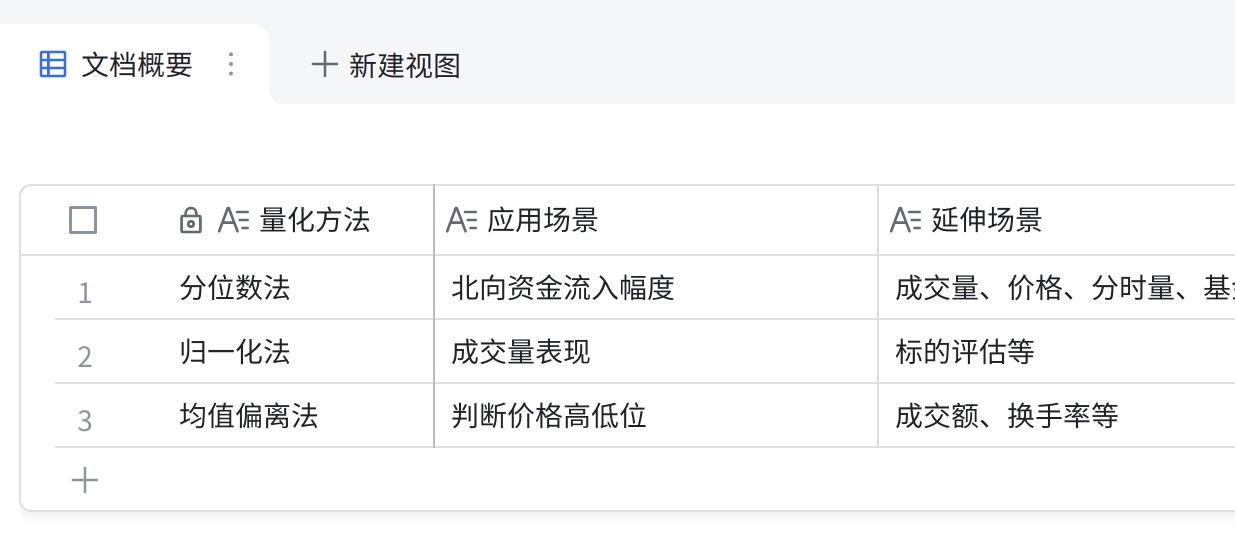 文档概要 新建视图
量化方法 应用场景 延伸场景
1 分位数法 北向资金流入幅度 成交量、价格、分时量、
2 归一化法 成交量表现 标的评估等
3 均值偏离法 判断价格高低位 成交额、换手率等